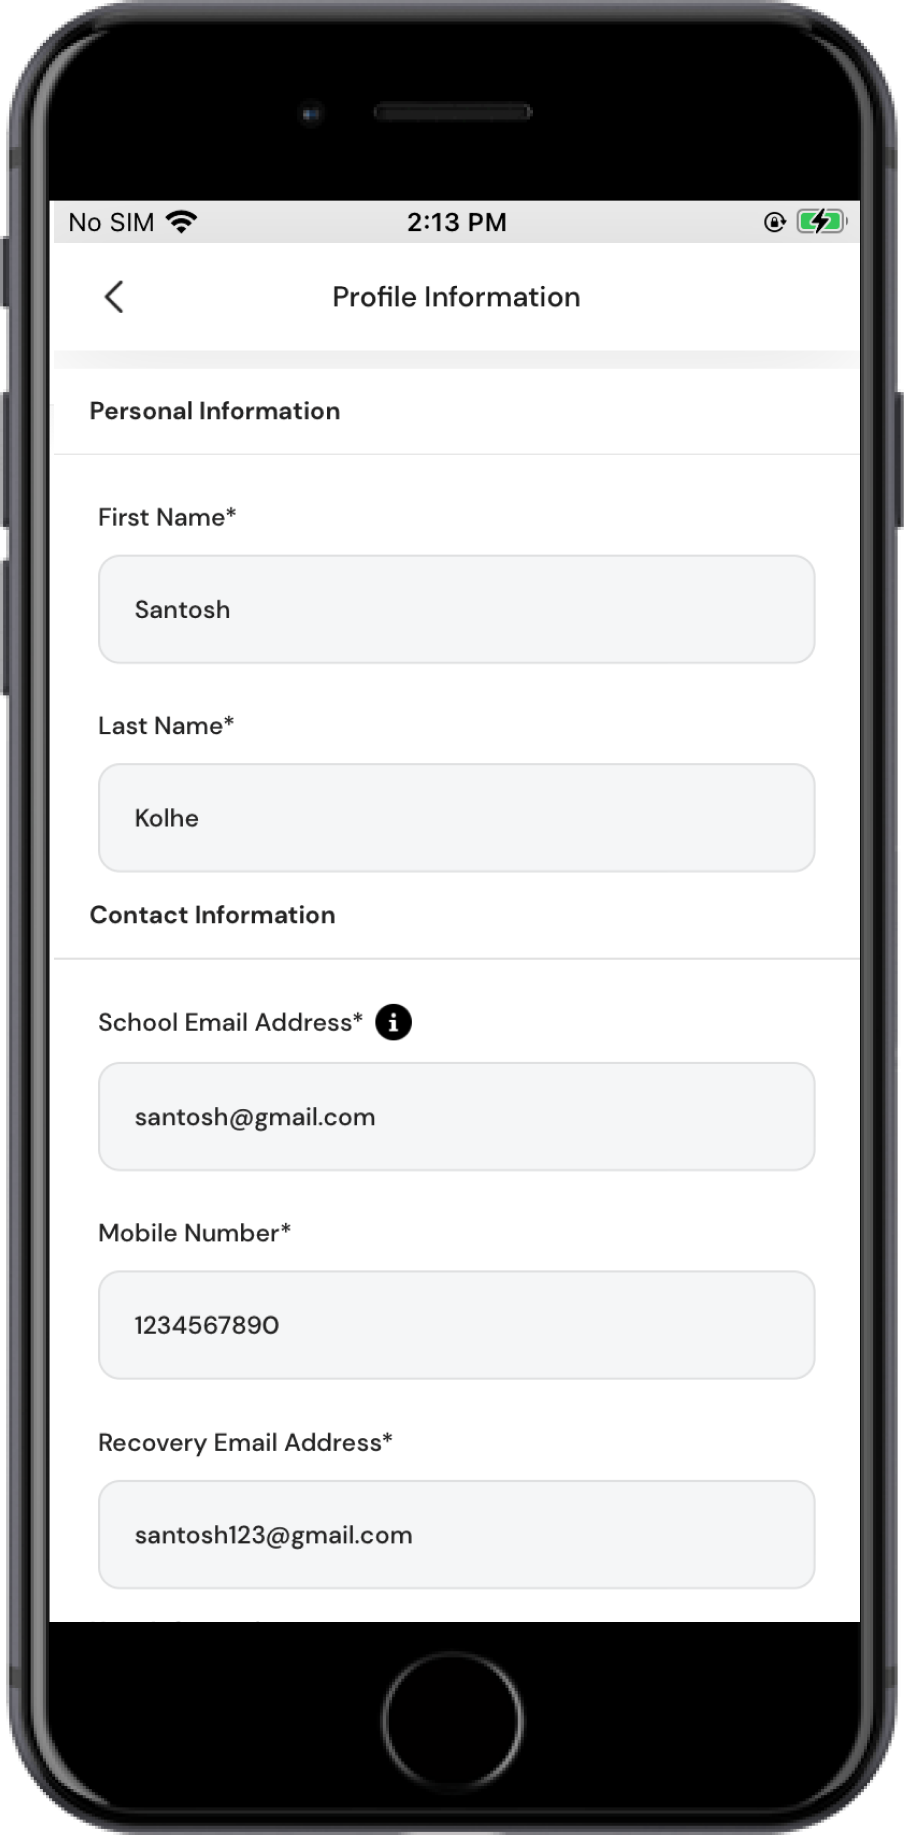 No SIM 2:13 PM
Profile Information
Personal Information
First Name*
Santosh
Last Name*
Kolhe
Contact Information
School Email Address*
santosh@gmail.com
Mobile Number*
1234567890
Recovery Email Address*
santosh123@gmail.com